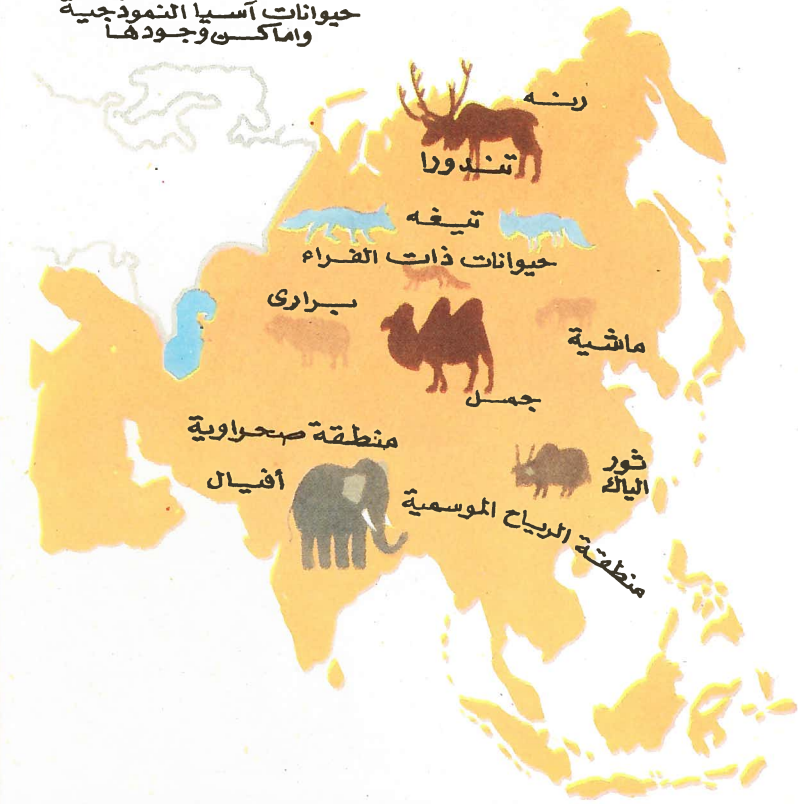 حيوانات آسيا النموذجية
واماكن وجودها
رنه
تندورا
تيغه
حيوانات ذات الفراء
براري
ماشية
جمل
منطقة صحراوية
أفيال
ثور
الياك
منطقة الرياح الموسمية